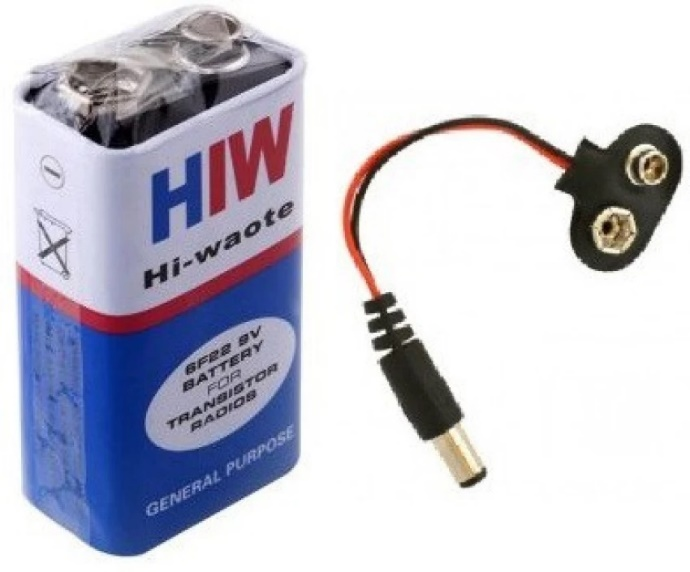 HIW
Hi-waote
6F22 9V
BATTERY
FOR
TRANSISTOR
RADIOS
GENERAL PURPOSE